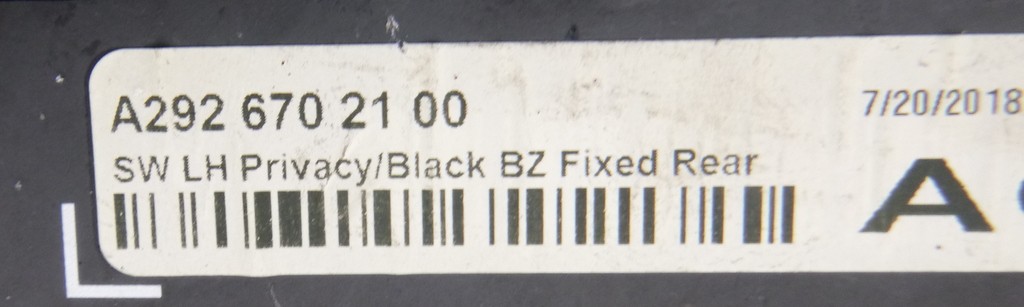 A292 670 21 00
7/20/2018
SW LH Privacy/Black BZ Fixed Rear
A